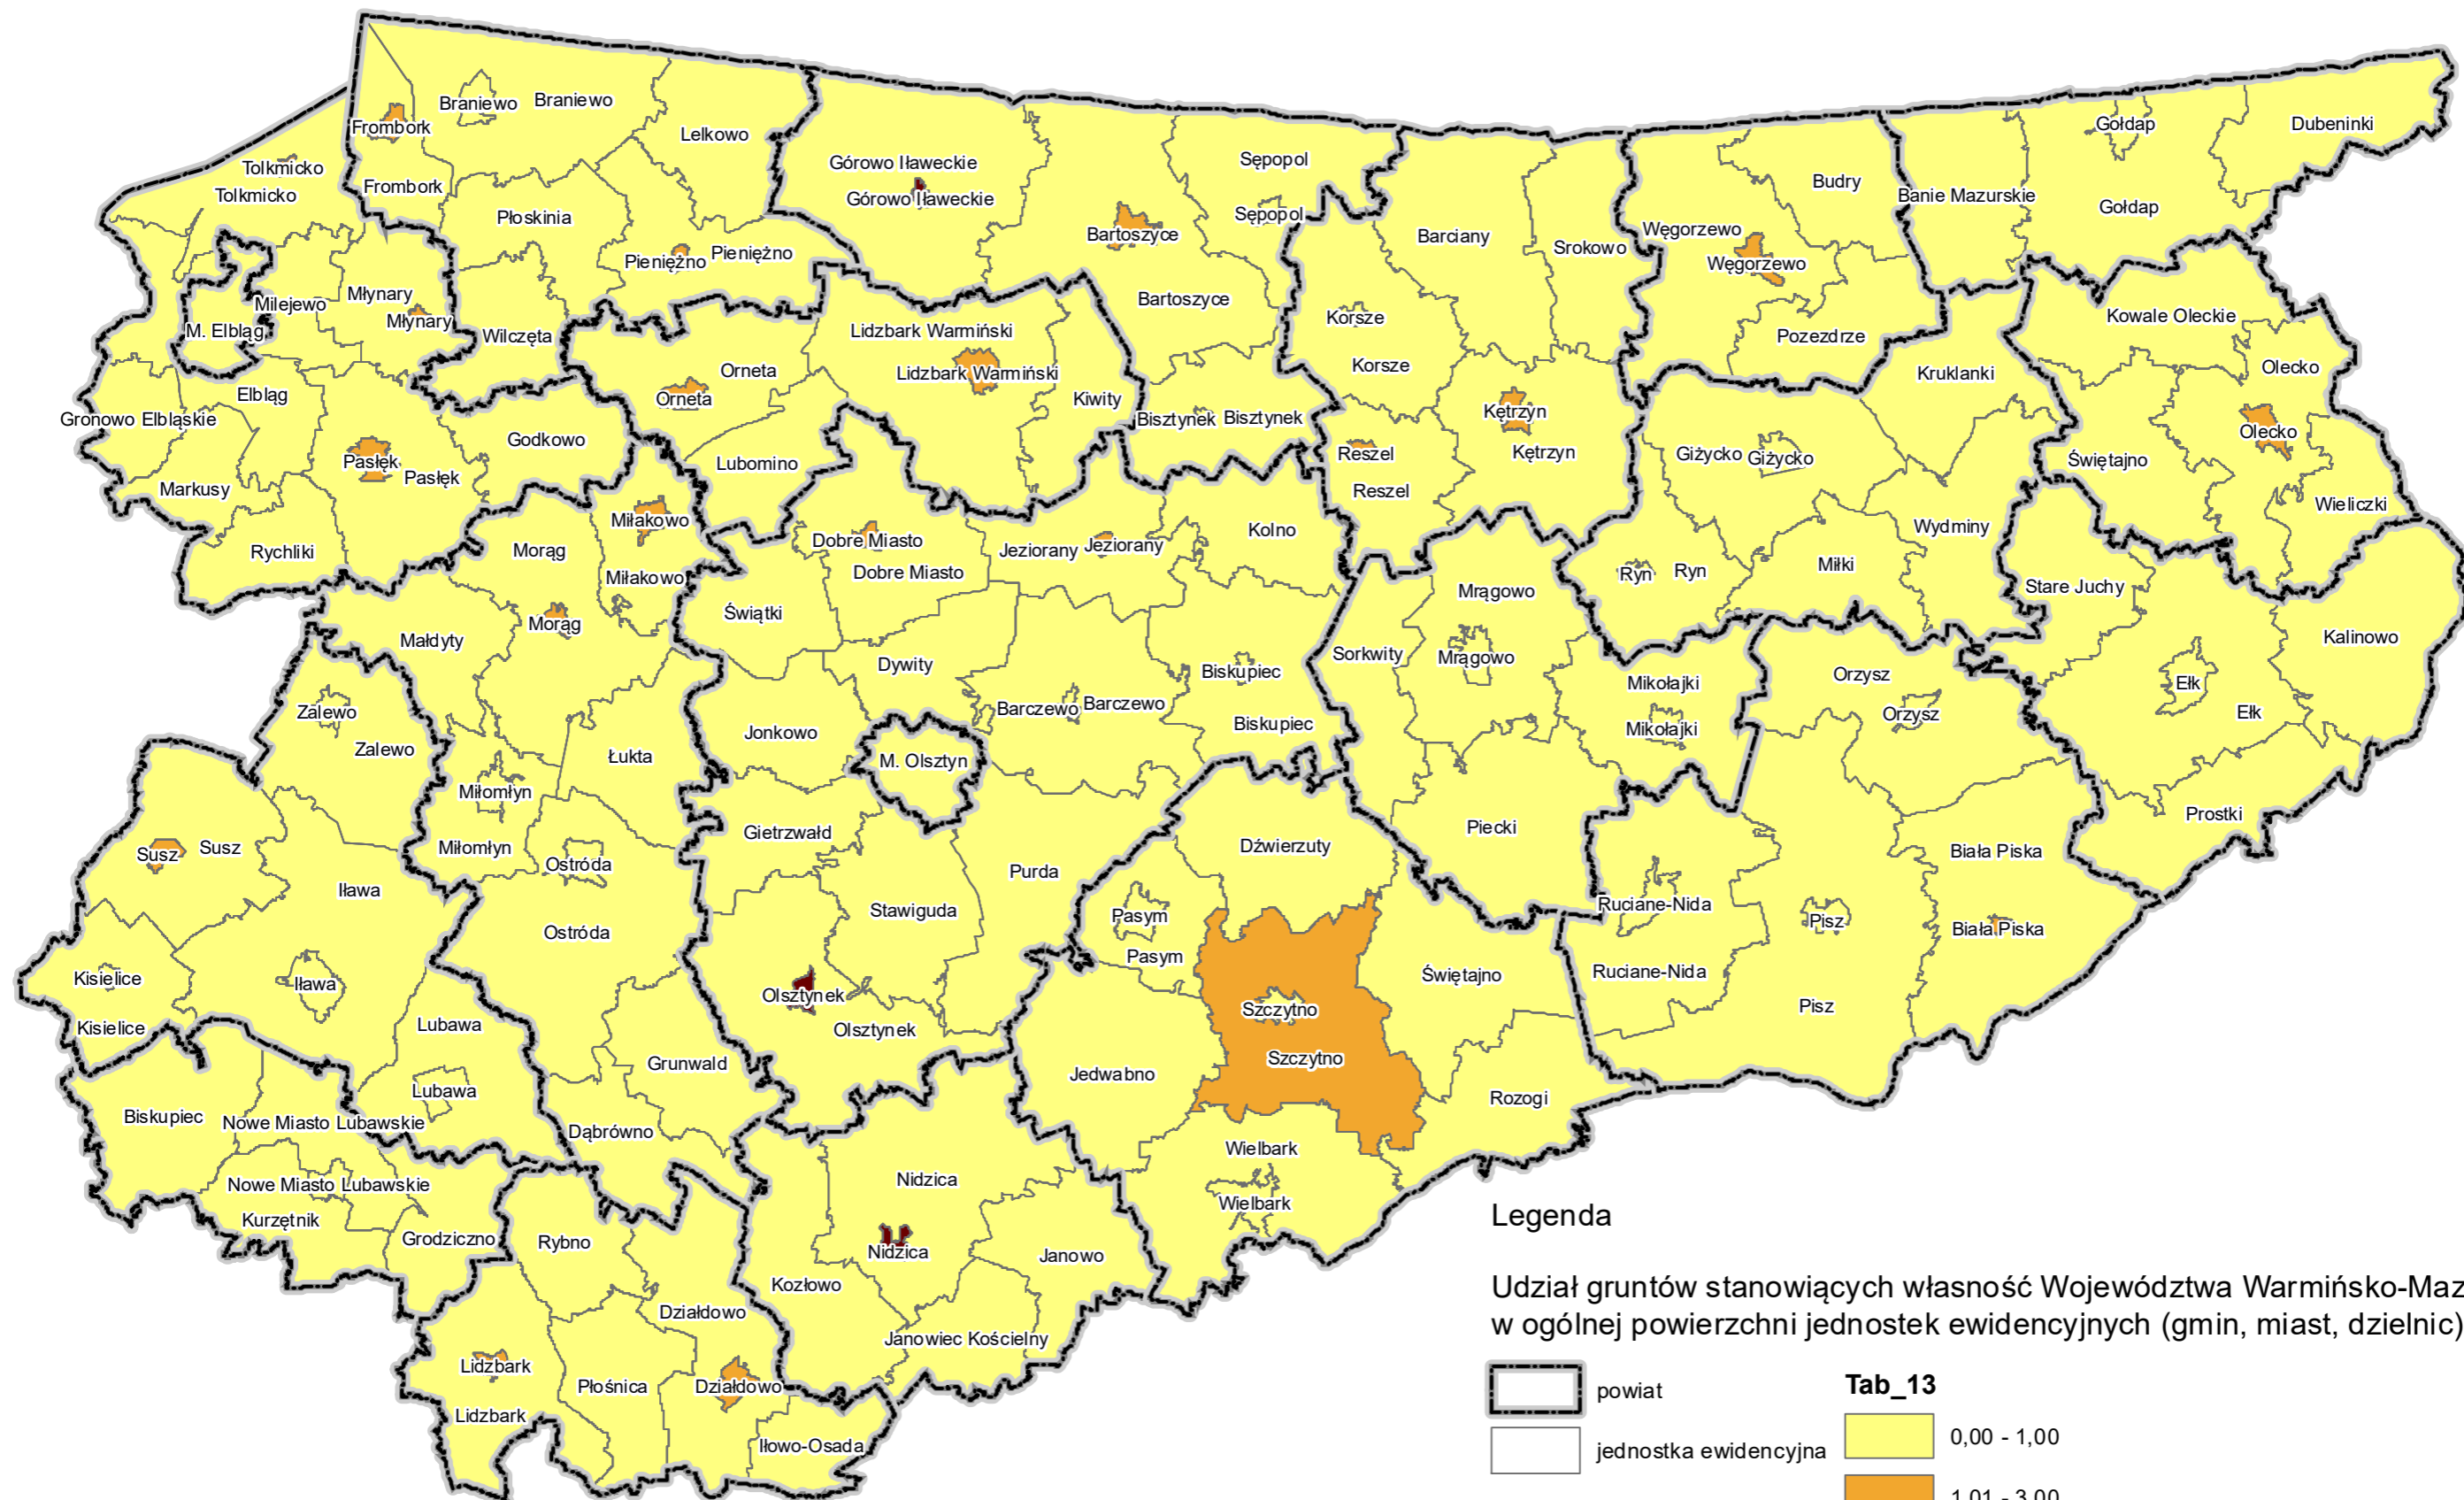 Braniewo
Braniewo
Frombork
Lelkowo
Gołdap
Dubeninki
Tolkmicko
Tolkmicko
Frombork
Górowo Iławeckie
Górowo Iławeckie
Sępopol
Sępopol
Budry
Banie Mazurskie
Gołdap
Płoskinia
Pieniężno
Pieniężno
Bartoszyce
Barciany
Srokowo
Węgorzewo
Węgorzewo
Milejewo
Młynary
Młynary
M. Elbląg
Wilczęta
Bartoszyce
Korsze
Korsze
Pozezdrze
Kowale Oleckie
Lidzbark Warmiński
Lidzbark Warmiński
Orneta
Orneta
Kiwity
Kruklanki
Olecko
Olecko
Elbląg
Gronowo Elbląskie
Bisztynek
Bisztynek
Kętrzyn
Kętrzyn
Godkowo
Pasłęk
Pasłęk
Lubomino
Reszel
Reszel
Giżycko
Giżycko
Świętajno
Markusy
Wieliczki
Miłakowo
Miłakowo
Morąg
Rychliki
Dobre Miasto
Dobre Miasto
Jeziorany
Jeziorany
Kolno
Wydminy
Ryn
Ryn
Miłki
Stare Juchy
Mrągowo
Świątki
Morąg
Małdyty
Kalinowo
Dywity
Biskupiec
Sorkwity
Mrągowo
Mikołajki
Mikołajki
Orzysz
Orzysz
Ełk
Ełk
Zalewo
Zalewo
Barczewo
Barczewo
Biskupiec
Jonkowo
Łukta
M. Olsztyn
Miłomłyn
Miłomłyn
Gietrzwałd
Dźwierzuty
Piecki
Prostki
Susz
Susz
Ostróda
Ostróda
Biała Piska
Biała Piska
Iława
Iława
Purda
Stawiguda
Pasym
Pasym
Ruciane-Nida
Ruciane-Nida
Pisz
Pisz
Kisielice
Kisielice
Olsztynek
Olsztynek
Świętajno
Szczytno
Szczytno
Lubawa
Lubawa
Grunwald
Jedwabno
Rozogi
Biskupiec
Nowe Miasto Lubawskie
Nowe Miasto Lubawskie
Dąbrówno
Wielbark
Wielbark
Nidzica
Nidzica
Kurzętnik
Grodziczno
Rybno
Janowo
Kozłowo
Działdowo
Działdowo
Janowiec Kościelny
Lidzbark
Lidzbark
Płośnica
Iłowo-Osada
Legenda
Udział gruntów stanowiących własność Województwa Warmińsko-Maz
w ogólnej powierzchni jednostek ewidencyjnych (gmin, miast, dzielnic)
powiat
jednostka ewidencyjna
Tab_13
0,00 - 1,00
1,01 - 3,00